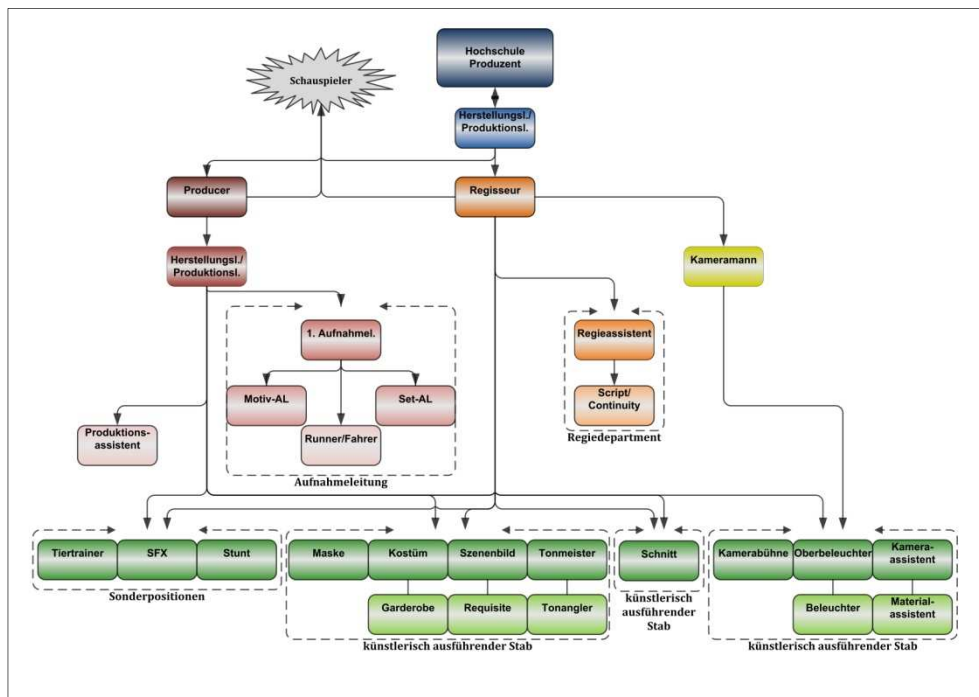 Hochschule
Produzent
Schauspieler
Herstellungsl./
Produktionsl.
Producer
Regisseur
Herstellungsl./
Produktionsl.
Kameramann
1. Aufnahmel.
Regieassistent
Motiv-AL
Set-AL
Script/
Continuity
Produktions-
assistent
Runner/Fahrer
Regiedepartment
Aufnahmeleitung
Tiertrainer
SFX
Stunt
Maske
Kostüm
Szenenbild
Tonmeister
Schnitt
Kamerabühne
Oberbeleuchter
Kamera-
assistent
Sonderpositionen
Garderobe
Requisite
Tonangler
künstlerisch
ausführender
Stab
Beleuchter
Material-
assistent
künstlerisch ausführender Stab
künstlerisch ausführender Stab